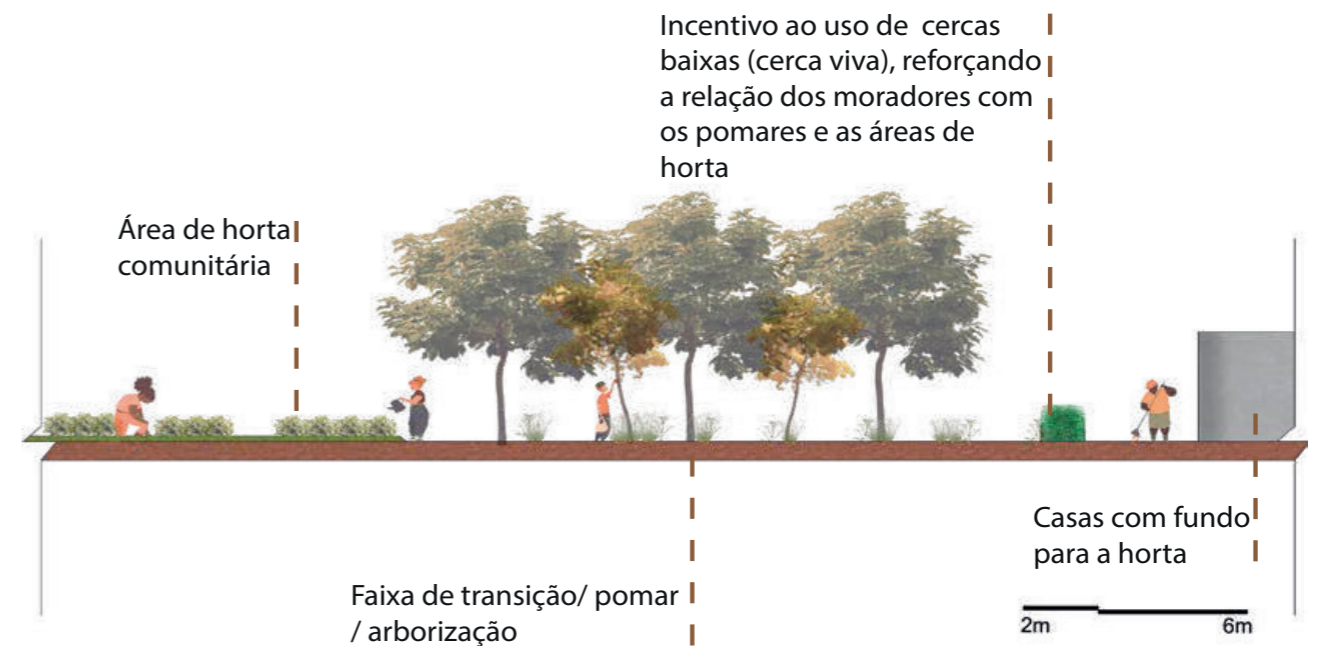 Incentivo ao uso de cercas
baixas (cerca viva), reforçando
a relação dos moradores com
os pomares e as áreas de
horta
Área de horta
comunitária
Casas com fundo
para a horta
Faixa de transição/ pomar
/ arborização
2m
6m